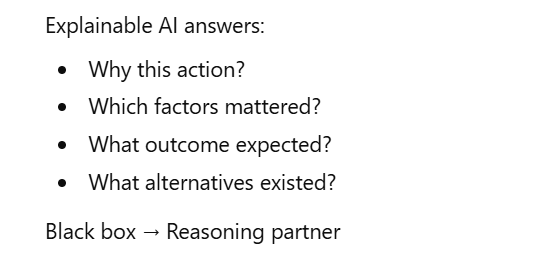 Explainable AI answers:
• Why this action?
• Which factors mattered?
• What outcome expected?
• What alternatives existed?
Black box → Reasoning partner